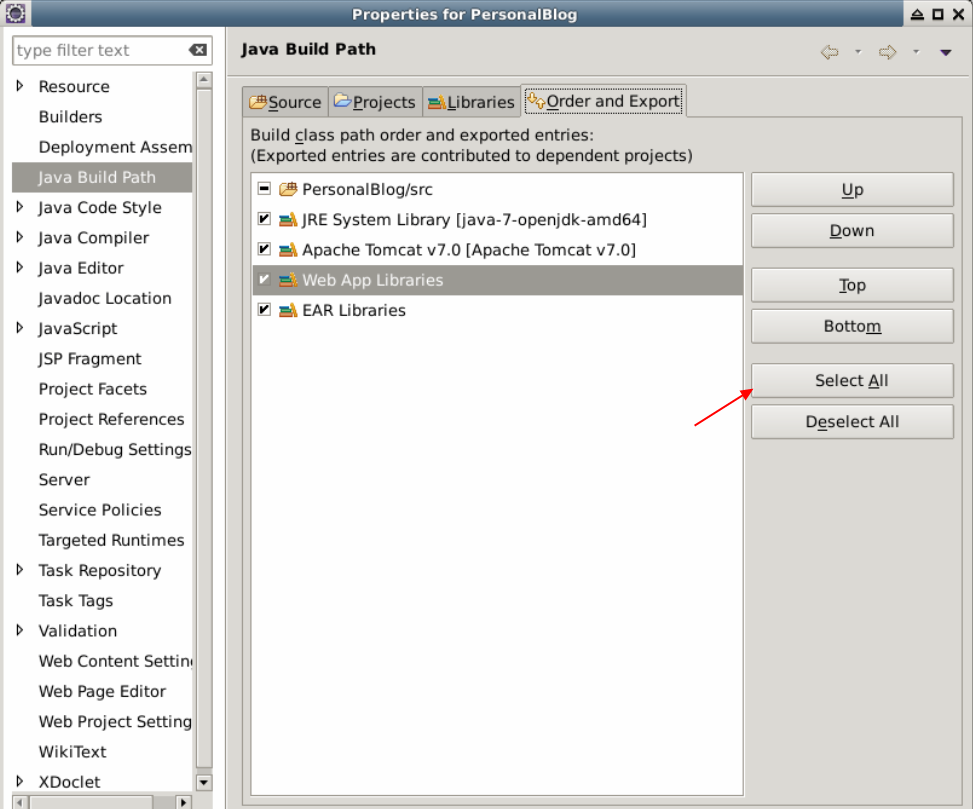 Properties for PersonalBlog
type filter text
Resource
Builders
Deployment Assem
Java Build Path
Java Code Style
Java Compiler
Java Editor
Javadoc Location
JavaScript
JSP Fragment
Project Facets
Project References
Run/Debug Settings
Server
Service Policies
Targeted Runtimes
Task Repository
Task Tags
Validation
Web Content Settin
Web Page Editor
Web Project Setting
WikiText
XDoclet
Java Build Path
Source Projects Libraries Order and Export
Build class path order and exported entries:
(Exported entries are contributed to dependent projects)
PersonalBlog/src
JRE System Library [java-7-openjdk-amd64]
Apache Tomcat v7.0 [Apache Tomcat v7.0]
Web App Libraries
EAR Libraries
Up
Down
Top
Bottom
Select All
Deselect All